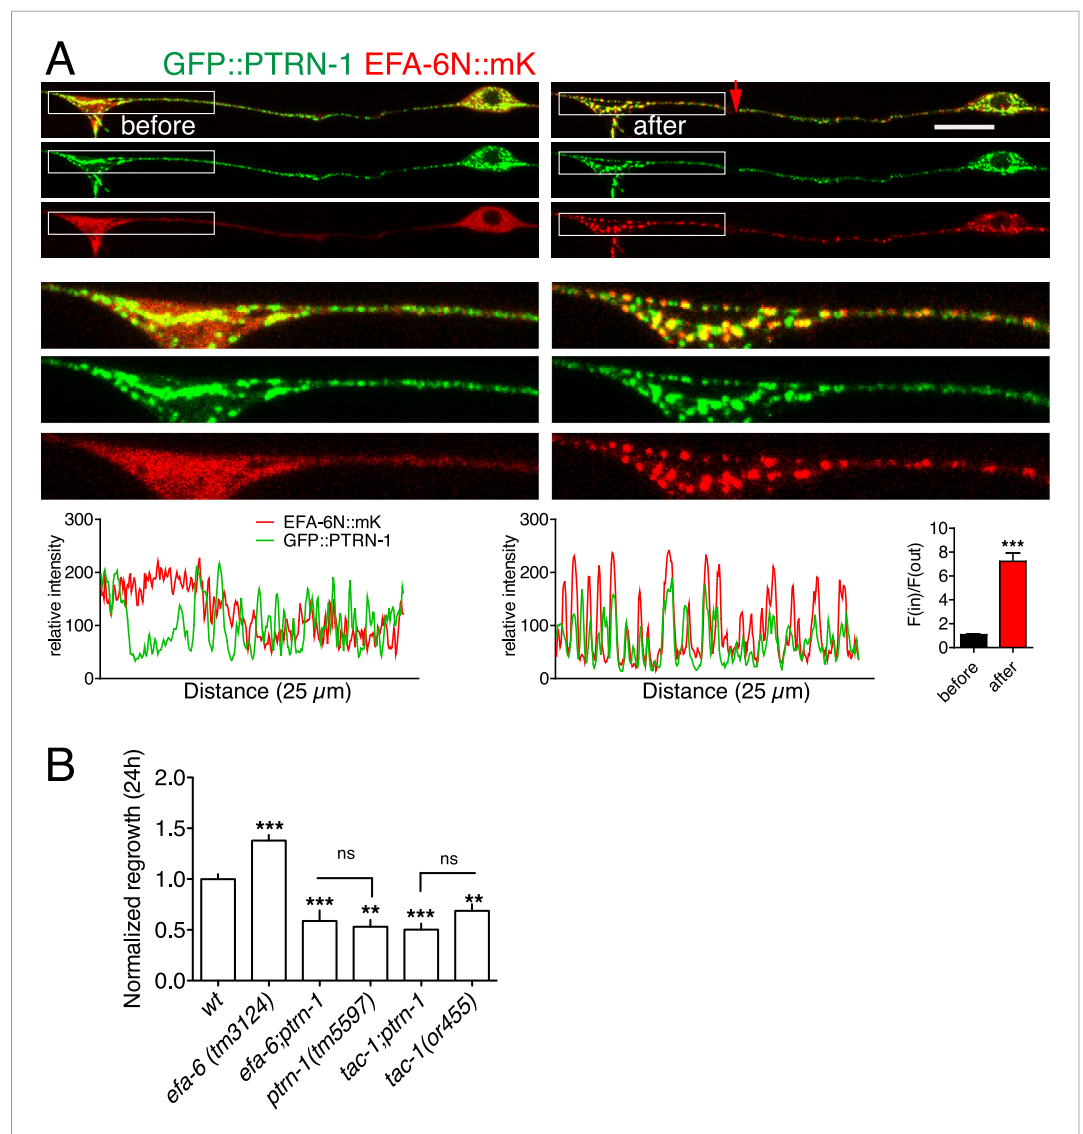 A
GFP::PTRN-1 EFA-6N::mK
before
after
300
200
100
0
relative intensity
EFA-6N::mK
GFP::PTRN-1
Distance (25 µm)
300
200
100
0
relative intensity
Distance (25 µm)
10
8
6
4
2
0
F(in)/F(out)
***
before
after
B
Normalized regrowth (24h)
2.0
1.5
1.0
0.5
0.0
***
***
ns
**
***
ns
**
wt
efa-6 (tm3124)
efa-6;ptrn-1
ptrn-1(tm5597)
tac-1;ptrn-1
tac-1(or455)